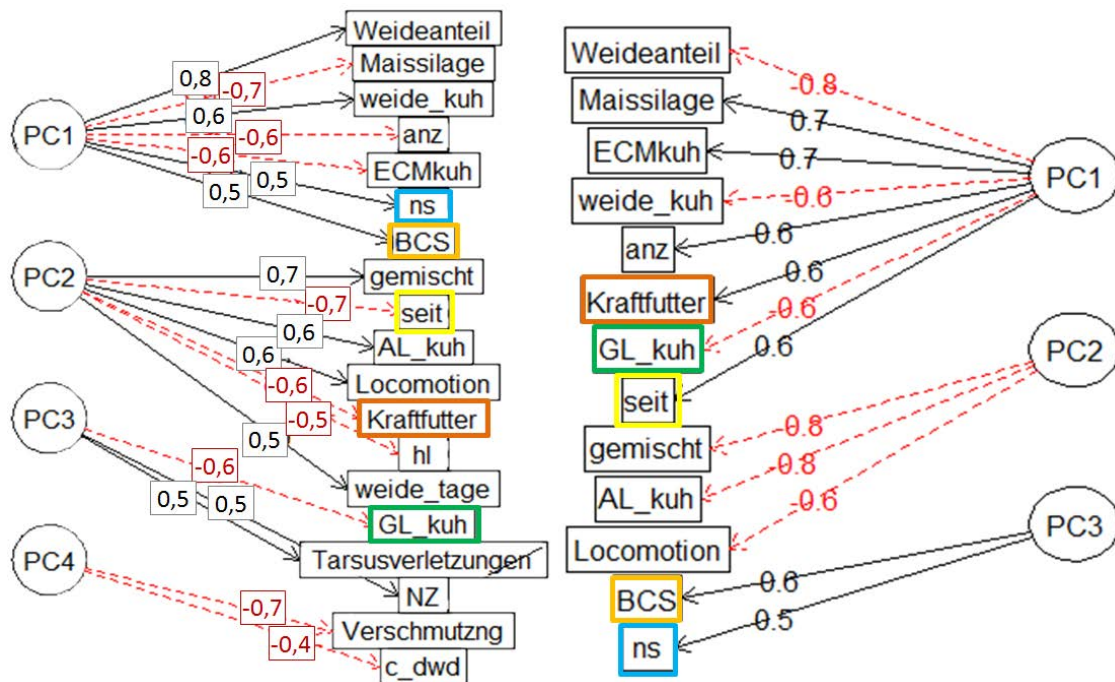 Weideanteil
0,8
-0,7
Maissilage
0,6
weide_kuh
PC1
-0,6
anz
-0,6
ECMkuh
0,5
0,5
ns
BCS
PC2
0,7
gemischt
-0,7
seit
0,6
AL_kuh
0,6
Locomotion
-0,6
Kraftfutter
-0,5
hl
PC3
0,5
weide_tage
-0,6
GL_kuh
0,5
0,5
Tarsusverletzungen
NZ
PC4
-0,7
Verschmutzng
-0,4
c_dwd
Weideanteil
-0.8
Maissilage
0.7
ECMkuh
0.7
PC1
weide_kuh
-0.6
anz
0.6
Kraftfutter
0.6
GL_kuh
-0.6
seit
0.6
PC2
gemischt
-0.8
AL_kuh
-0.8
Locomotion
-0.6
PC3
BCS
0.6
ns
0.5